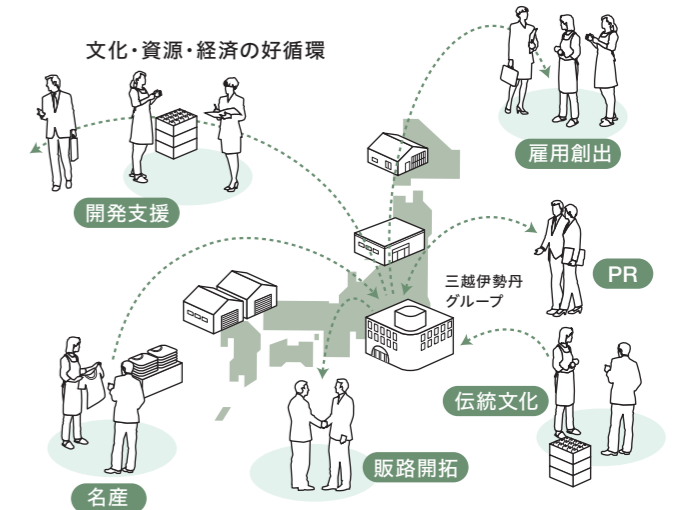 文化・資源・経済の好循環
雇用創出
開発支援
PR
三越伊勢丹
グループ
伝統文化
販路開拓
名産